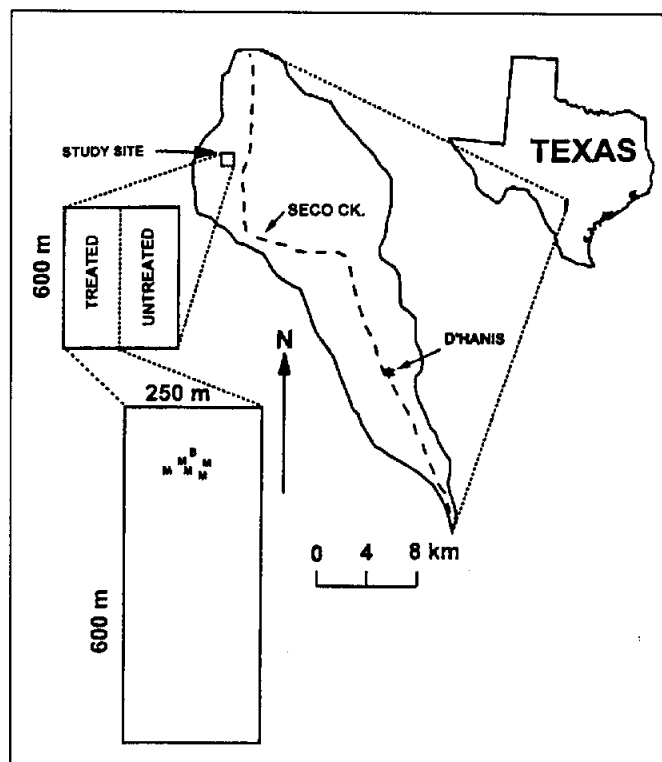 TEXAS
STUDY SITE
SECO CK.
600 m
TREATED
UNTREATED
D'HANIS
N
250 m
B
M M
M M M
0 4 8 km
600 m